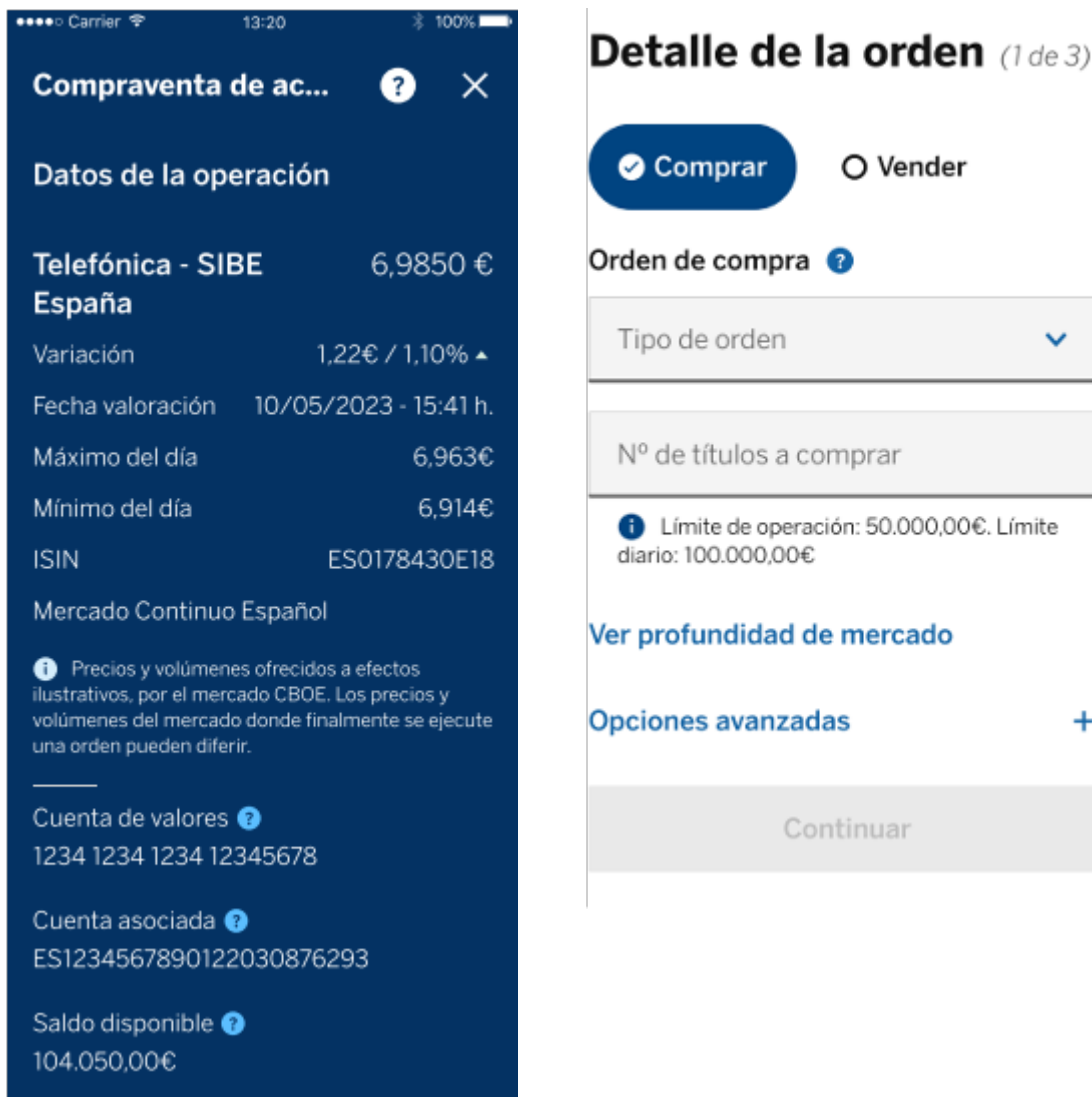 Carrier 13:20 100%
Compraventa de ac...
Datos de la operación
Telefónica - SIBE 6,9850 €
España
Variación 1,22€ / 1,10%
Fecha valoración 10/05/2023 - 15:41 h.
Máximo del día 6,963€
Mínimo del día 6,914€
ISIN ES0178430E18
Mercado Continuo Español
Precios y volúmenes ofrecidos a efectos
ilustrativos, por el mercado CBOE. Los precios y
volúmenes del mercado donde finalmente se ejecute
una orden pueden diferir.
Cuenta de valores
1234 1234 1234 12345678
Cuenta asociada
ES1234567890122030876293
Saldo disponible
104.050,00€
Detalle de la orden (1 de 3)
Comprar Vender
Orden de compra
Tipo de orden
Nº de títulos a comprar
Límite de operación: 50.000,00€. Límite
diario: 100.000,00€
Ver profundidad de mercado
Opciones avanzadas +
Continuar